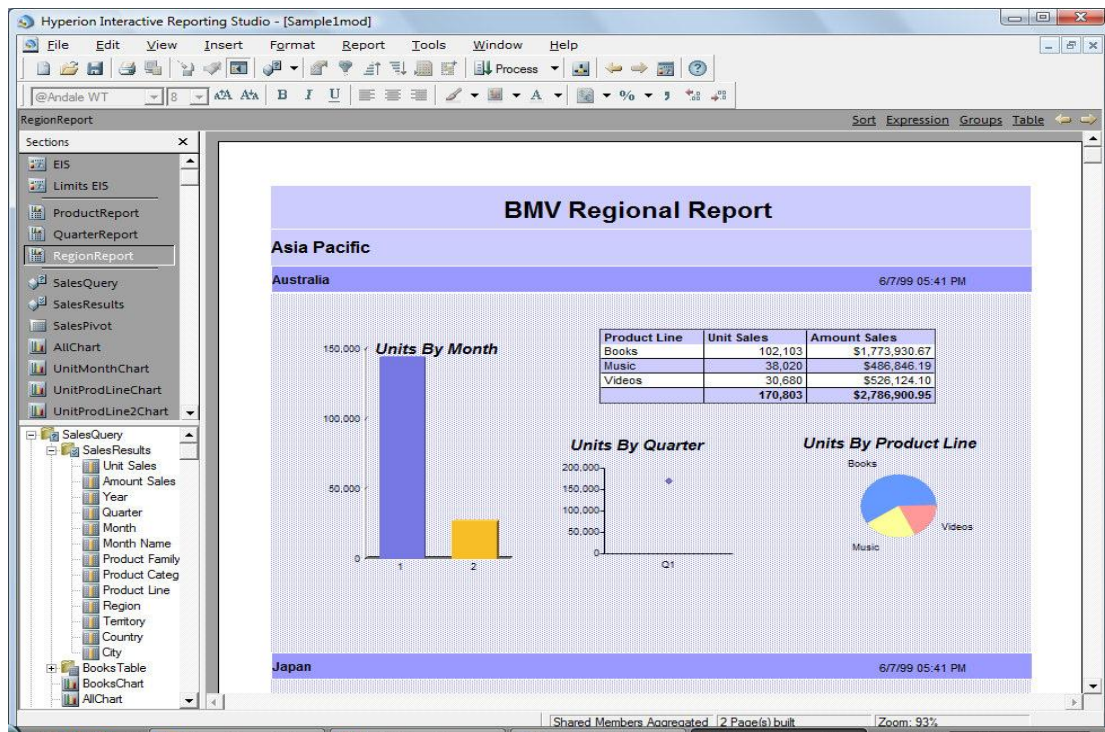 Hyperion Interactive Reporting Studio - [Sample1mod]
File Edit View Insert Format Report Tools Window Help
Process
@Andale WT 8 B I U A %
RegionReport Sort Expression Groups Table
Sections
EIS
Limits EIS
ProductReport
QuarterReport
RegionReport
SalesQuery
SalesResults
SalesPivot
AllChart
UnitMonthChart
UnitProdLineChart
UnitProdLine2Chart
SalesQuery
SalesResults
Unit Sales
Amount Sales
Year
Quarter
Month
Month Name
Product Family
Product Categ
Product Line
Region
Territory
Country
City
BooksTable
BooksChart
AllChart
BMV Regional Report
Asia Pacific
Australia 6/7/99 05:41 PM
Units By Month
150.000
100.000
50.000
0
1 2
Product Line Unit Sales Amount Sales
Books 102,103 $1,773,930.67
Music 38,020 $486,846.19
Videos 30,680 $526,124.10
170,803 $2,786,900.95
Units By Quarter
200.000
150.000
100.000
50.000
0
Q1
Units By Product Line
Books
Videos
Music
Japan 6/7/99 05:41 PM
Shared Members Aggregated 2 Page(s) built Zoom: 93%